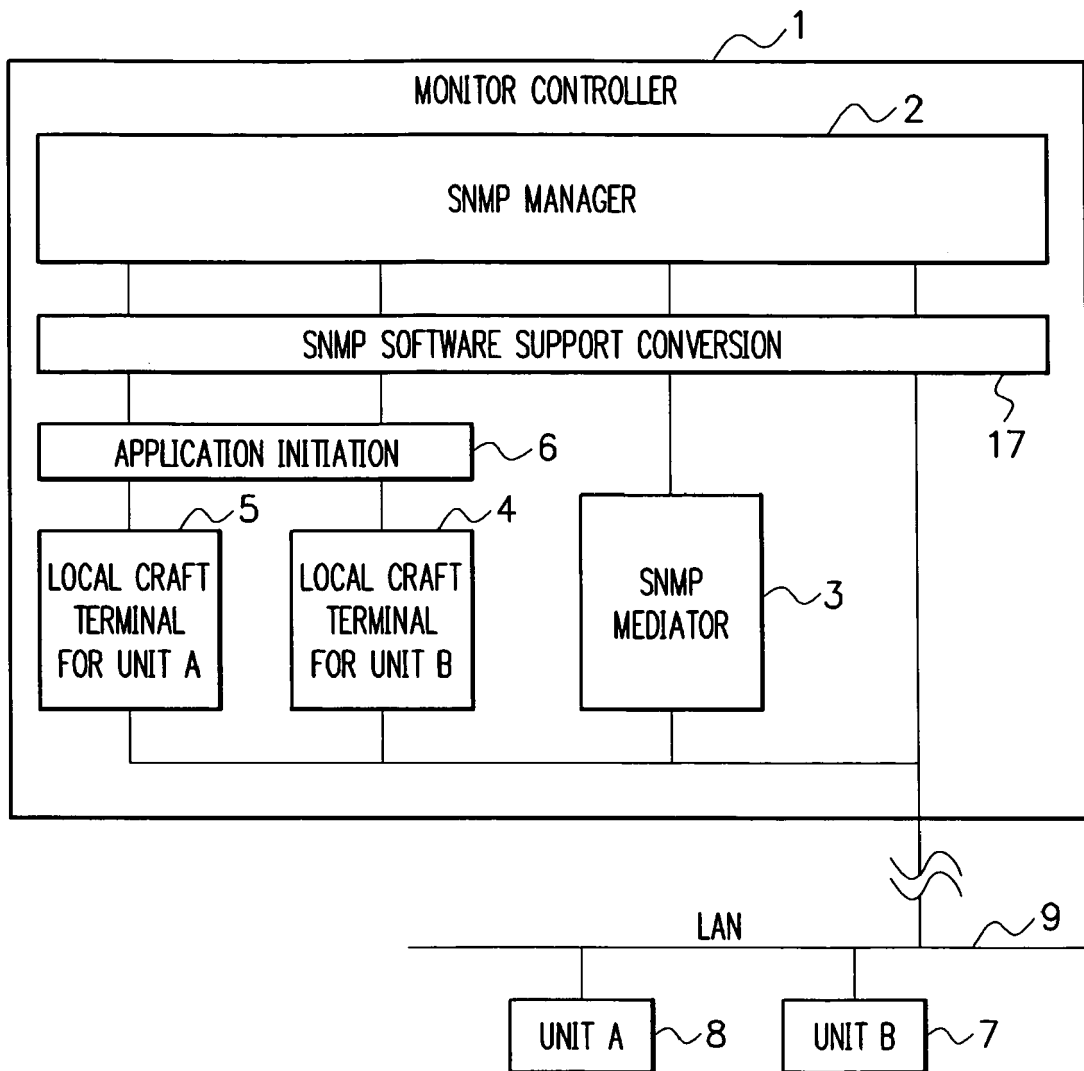 1
MONITOR CONTROLLER
2
SNMP MANAGER
SNMP SOFTWARE SUPPORT CONVERSION
17
APPLICATION INITIATION
6
5
4
LOCAL CRAFT
TERMINAL
FOR UNIT A
LOCAL CRAFT
TERMINAL
FOR UNIT B
SNMP
MEDIATOR
3
LAN
9
UNIT A
8
UNIT B
7